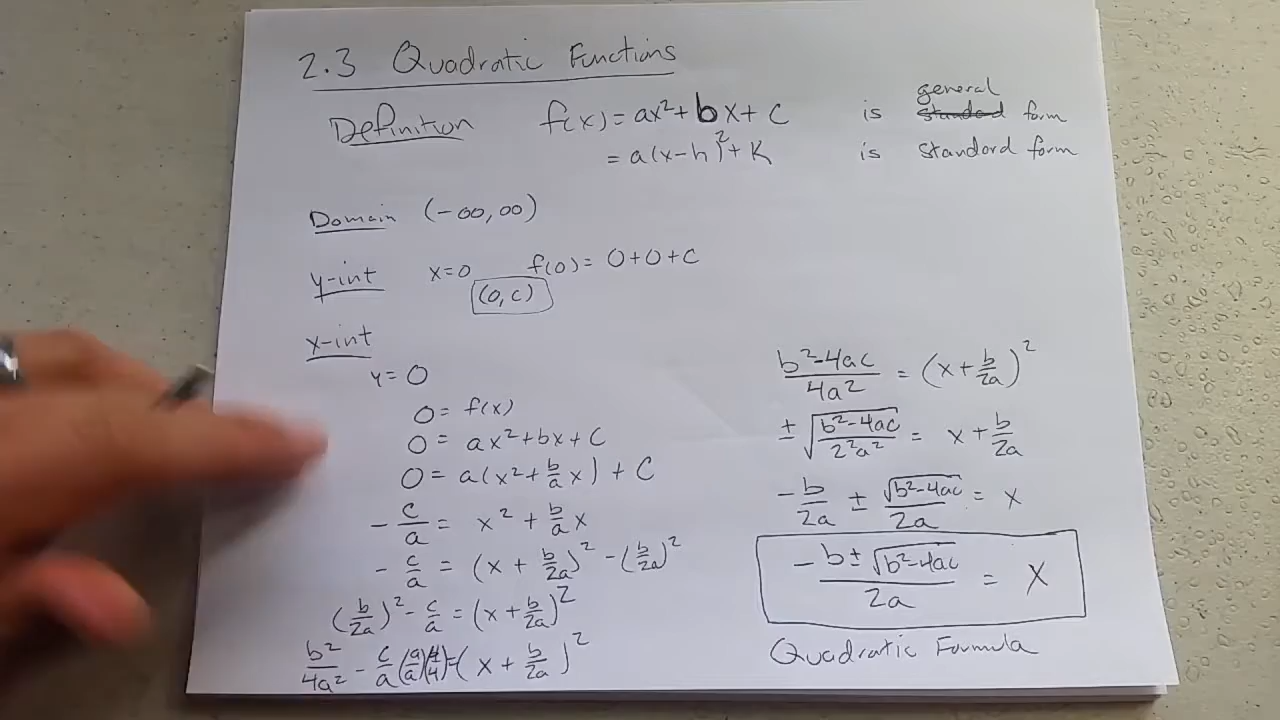 2.3 Quadratic Functions
Definition f(x) = ax² + bx + c is general standard form
= a(x-h)² + K is standard form
Domain (-∞, ∞)
y-int x=0 f(0) = 0+0+c
(0, c)
x-int
y=0
0 = f(x)
0 = ax² + bx + c
0 = a(x² + b/a x) + c
- c/a = x² + b/a x
- c/a = (x + b/2a)² - (b/2a)²
(b/2a)² - c/a = (x + b/2a)²
b²/4a² - c/a (a/a)(4/4) = (x + b/2a)²
b²-4ac/4a² = (x + b/2a)²
± √b²-4ac/2²a² = x + b/2a
- b/2a ± √b²-4ac/2a = x
-b ± √b²-4ac/2a = x
Quadratic Formula